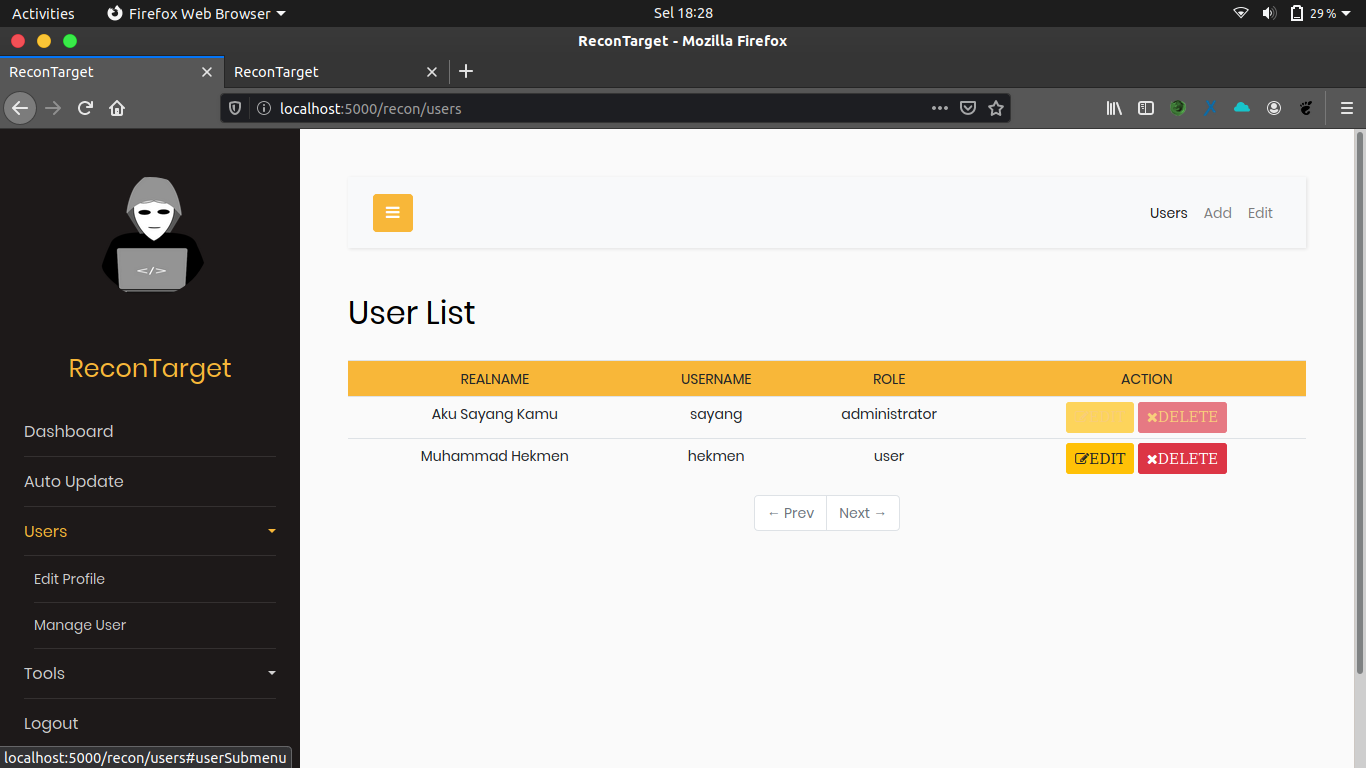 Activities Firefox Web Browser Sel 18:28 29 %
ReconTarget - Mozilla Firefox
ReconTarget ReconTarget
localhost:5000/recon/users
</>
ReconTarget
Dashboard
Auto Update
Users
Edit Profile
Manage User
Tools
Logout
localhost:5000/recon/users#userSubmenu
Users Add Edit
User List
REALNAME USERNAME ROLE ACTION
Aku Sayang Kamu sayang administrator DELETE
Muhammad Hekmen hekmen user EDIT DELETE
← Prev Next →